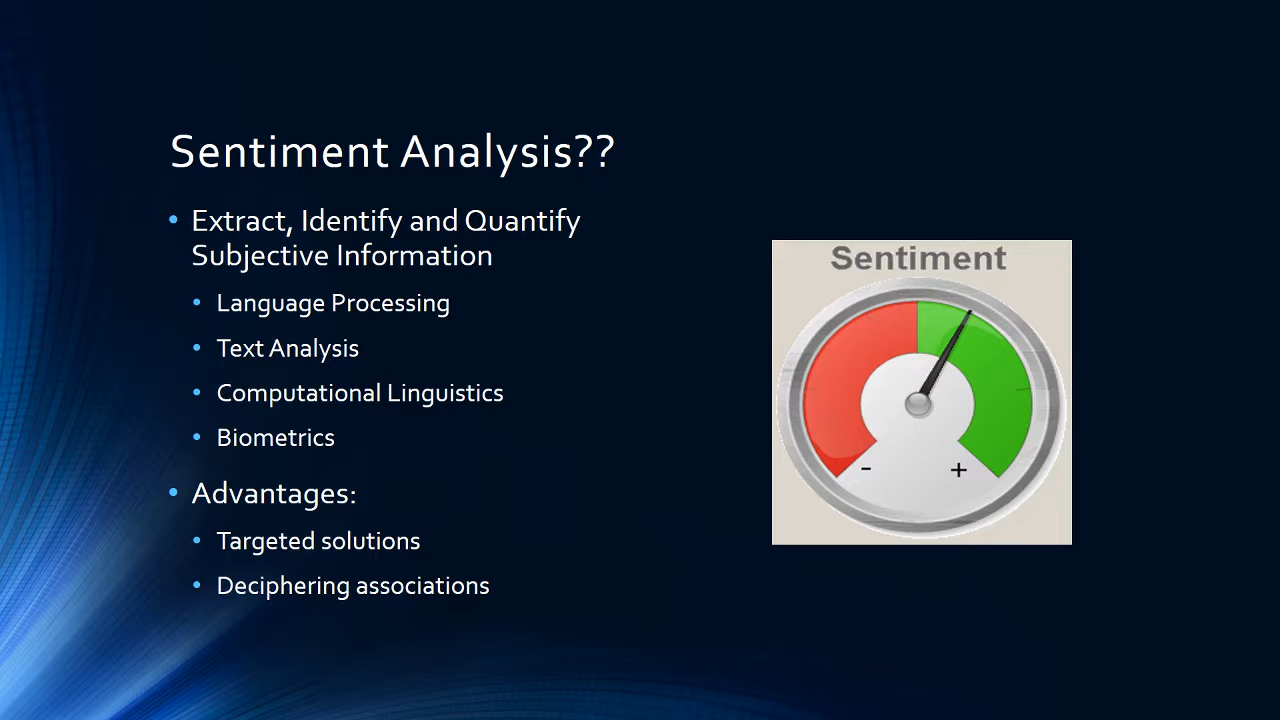 Sentiment Analysis??
• Extract, Identify and Quantify
Subjective Information
• Language Processing
• Text Analysis
• Computational Linguistics
• Biometrics
• Advantages:
• Targeted solutions
• Deciphering associations
Sentiment
- +